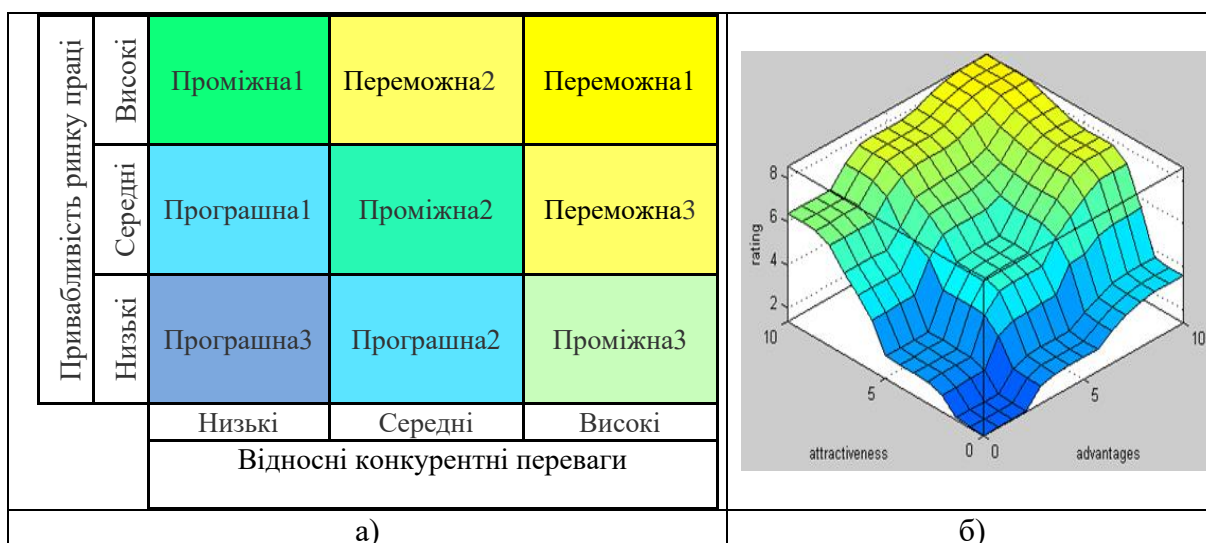 Привабливість ринку праці
Високі
Проміжна1
Переможна2
Переможна1
Середні
Програшна1
Проміжна2
Переможна3
Низькі
Програшна3
Програшна2
Проміжна3
Низькі
Середні
Високі
Відносні конкурентні переваги
а)
8
6
4
2
rating
10
5
0
attractiveness
0
5
10
advantages
б)